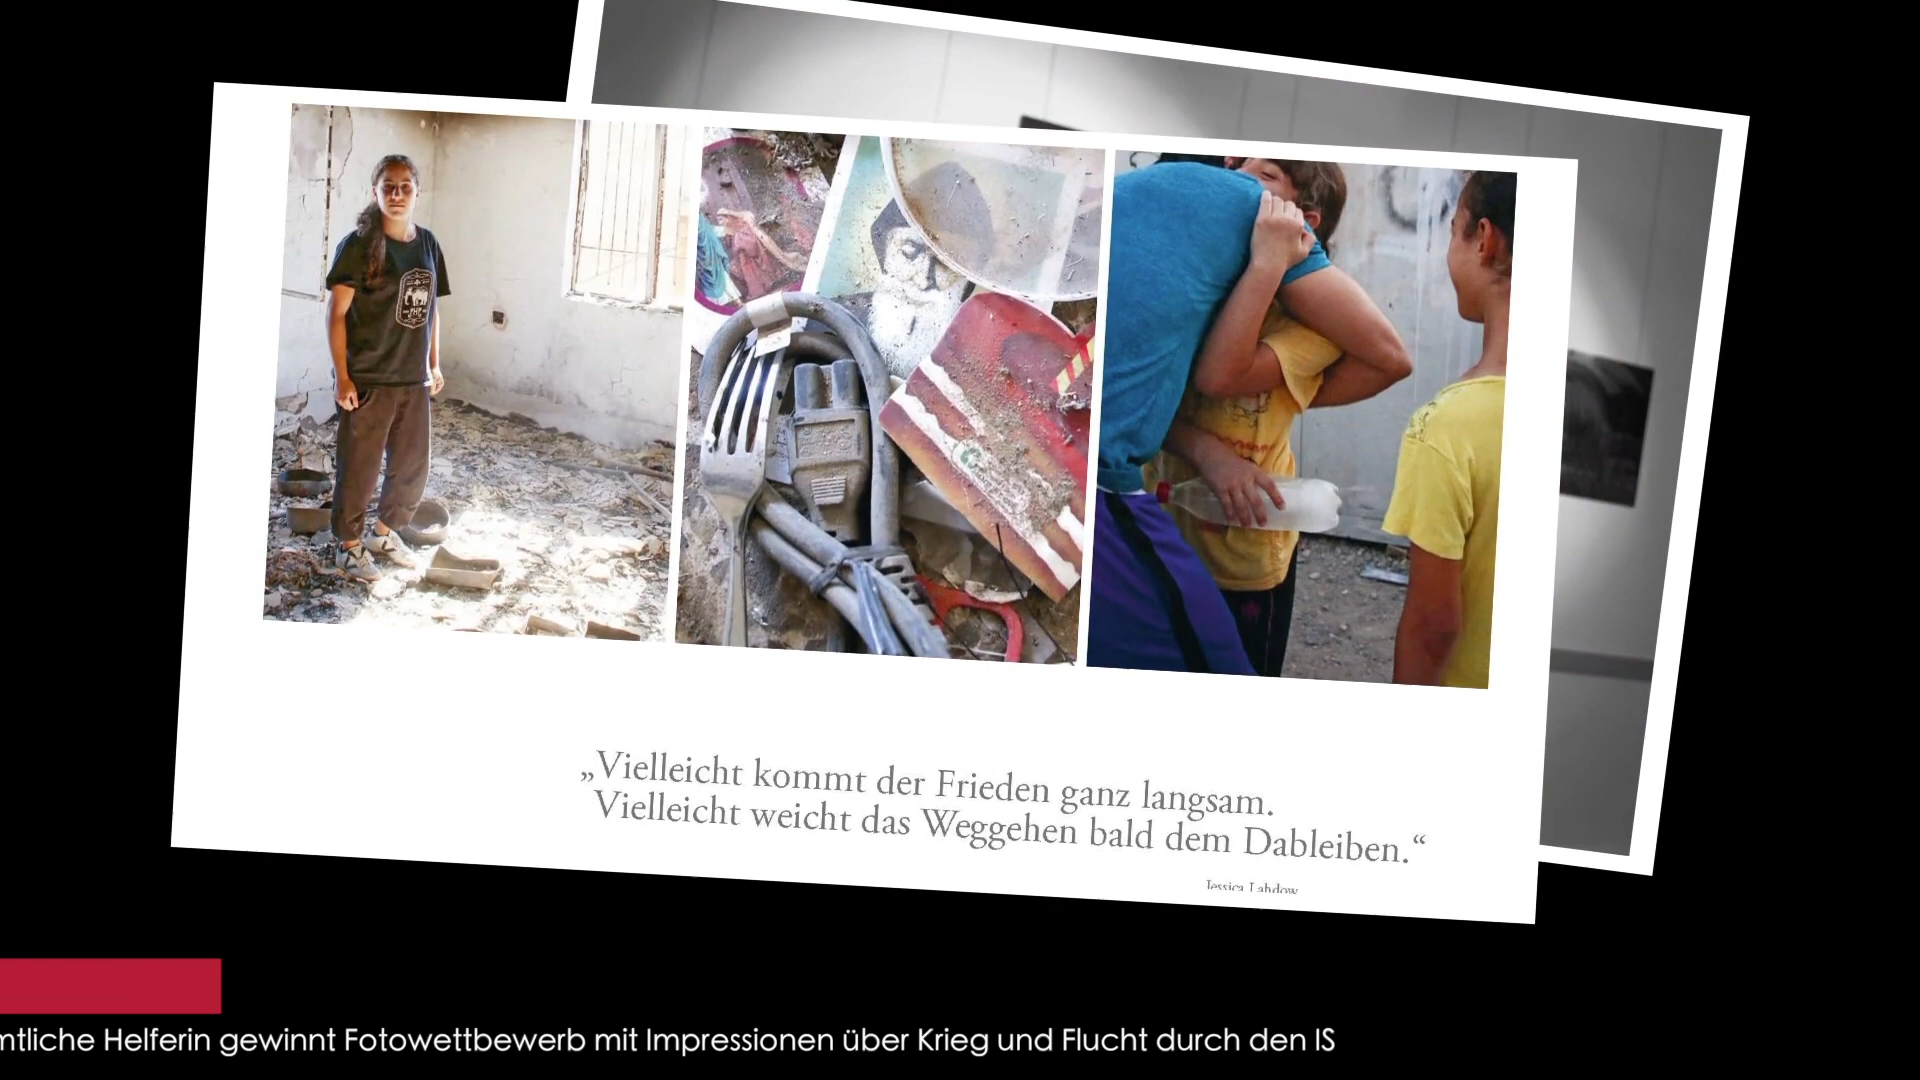 „Vielleicht kommt der Frieden ganz langsam.
Vielleicht weicht das Weggehen bald dem Dableiben.“
Jessica Lahdow
Helferin gewinnt Fotowettbewerb mit Impressionen über Krieg und Flucht durch den IS